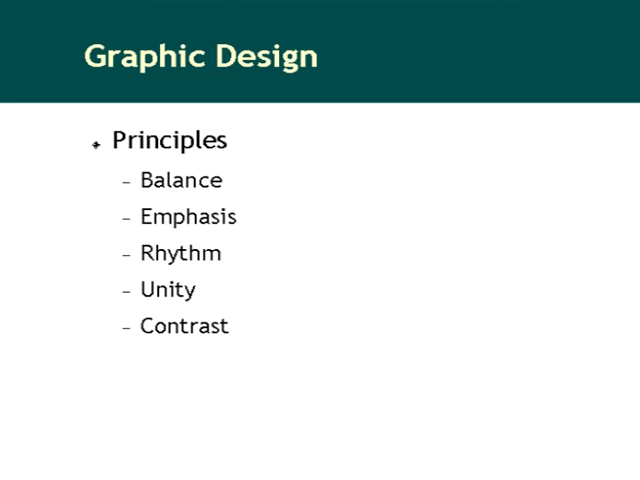 Graphic Design
Principles
– Balance
– Emphasis
– Rhythm
– Unity
– Contrast